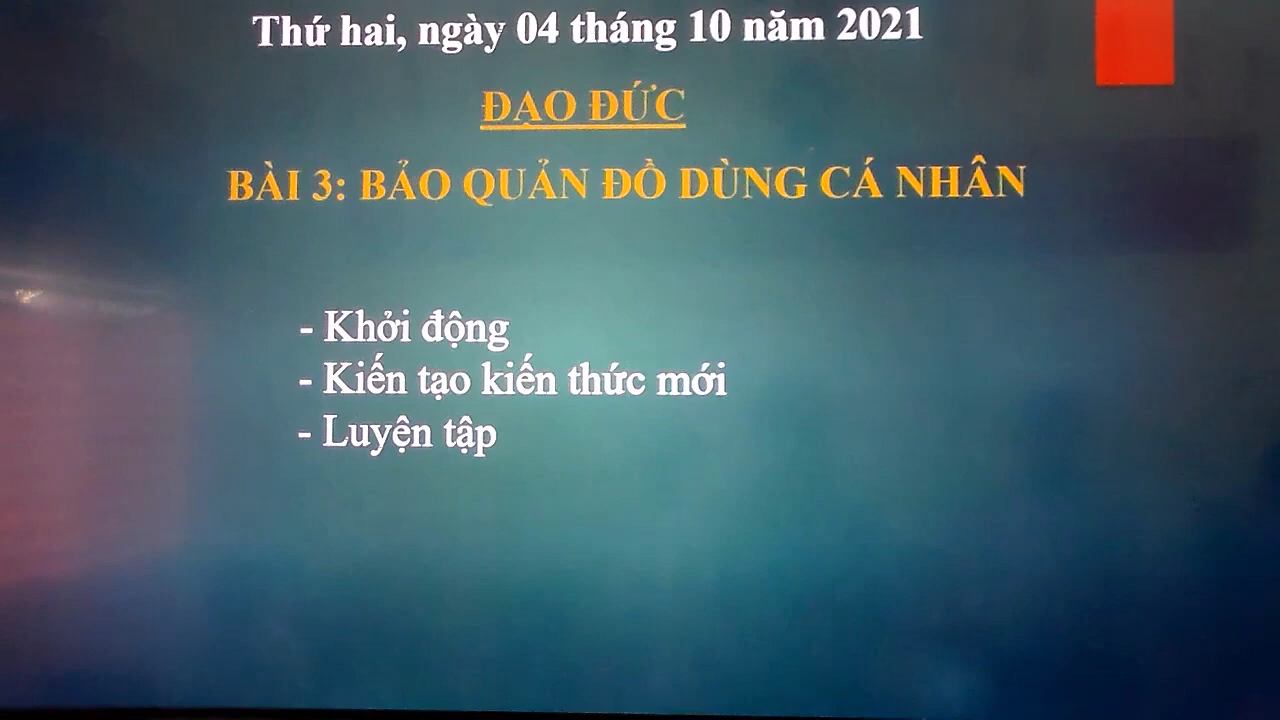 Thứ hai, ngày 04 tháng 10 năm 2021
ĐẠO ĐỨC
BÀI 3: BẢO QUẢN ĐỒ DÙNG CÁ NHÂN
- Khởi động
- Kiến tạo kiến thức mới
- Luyện tập